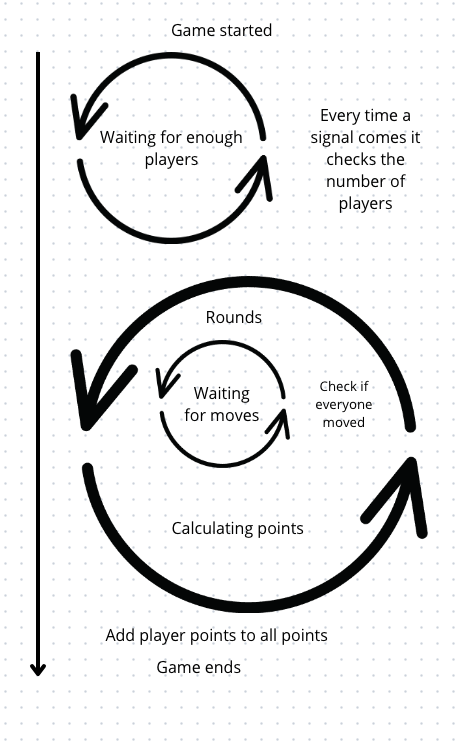 Game started
Waiting for enough
players
Every time a
signal comes it
checks the
number of
players
Rounds
Waiting
for moves
Check if
everyone
moved
Calculating points
Add player points to all points
Game ends